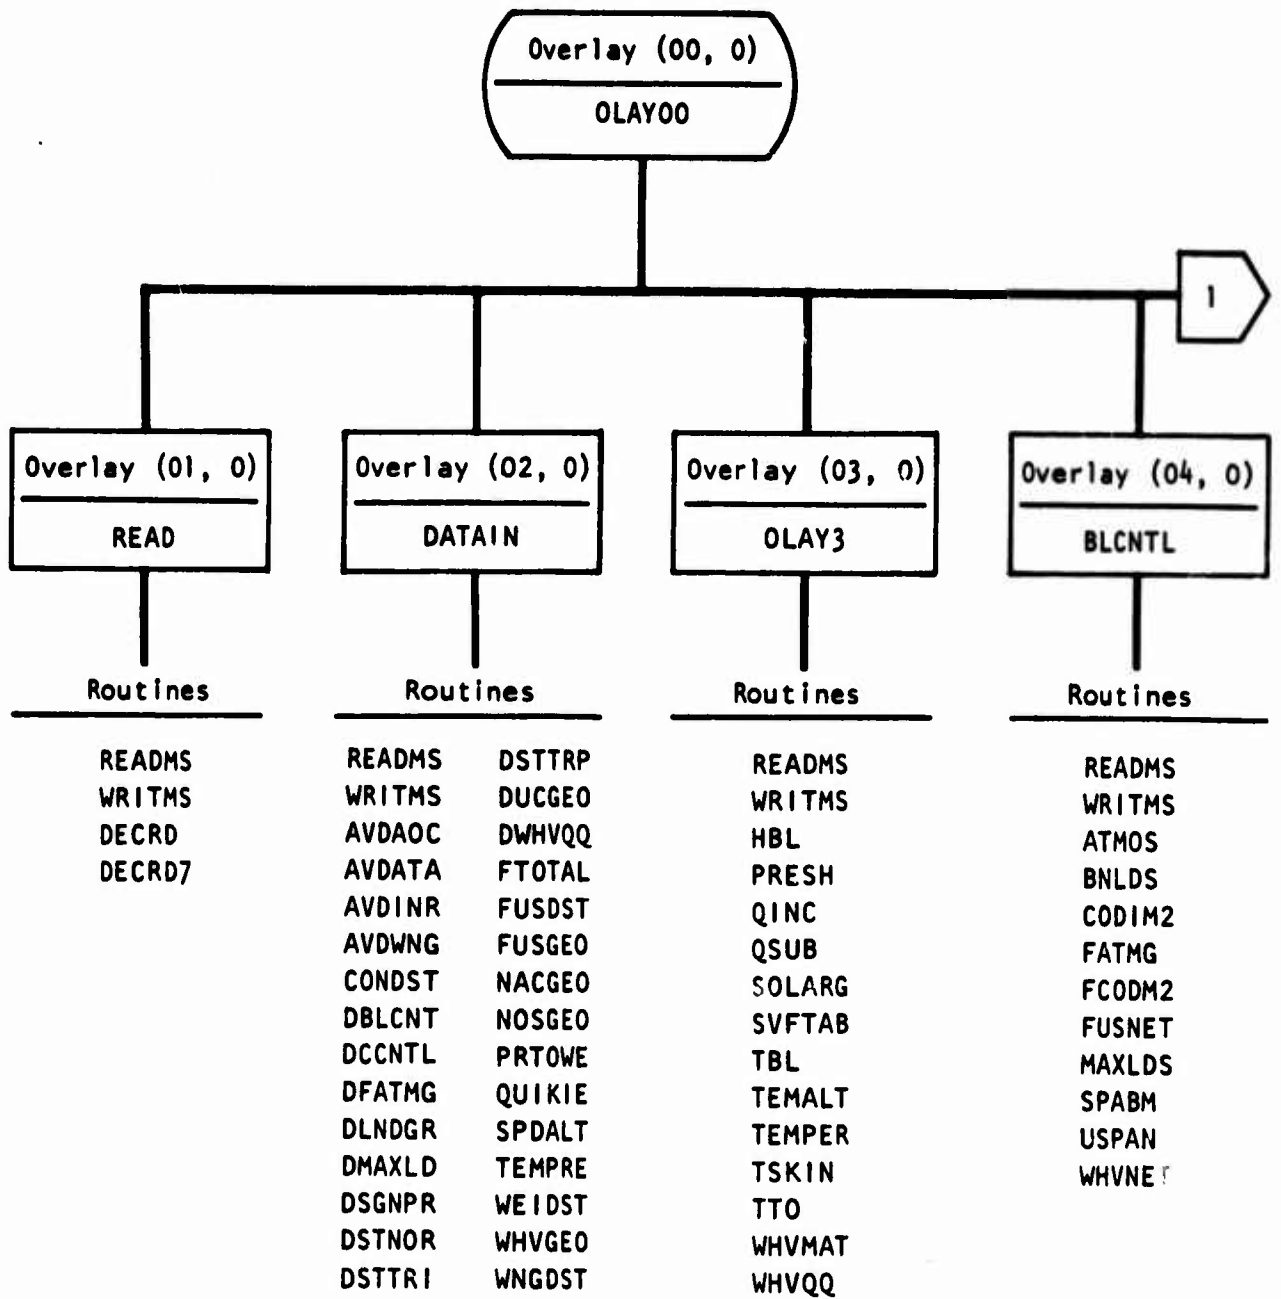 Overlay (00, 0)
OLAY00
1
Overlay (01, 0)
READ
Routines
READMS
WRITMS
DECRD
DECRD7
Overlay (02, 0)
DATAIN
Routines
READMS DSTTRP
WRITMS DUCGEO
AVDAOC DWHVQQ
AVDATA FTOTAL
AVDINR FUSDST
AVDWNG FUSGEO
CONDST NACGEO
DBLCNT NOSGEO
DCCNTL PRTOWE
DFATMG QUIKIE
DLNDGR SPDALT
DMAXLD TEMPRE
DSGNPR WEIDST
DSTNOR WHVGEO
DSTTRI WNGDST
Overlay (03, 0)
OLAY3
Routines
READMS
WRITMS
HBL
PRESH
QINC
QSUB
SOLARG
SVFTAB
TBL
TEMALT
TEMPER
TSKIN
TTO
WHVMAT
WHVQQ
Overlay (04, 0)
BLCNTL
Routines
READMS
WRITMS
ATMOS
BNLDS
CODIM2
FATMG
FCODM2
FUSNET
MAXLDS
SPABM
USPAN
WHVNET